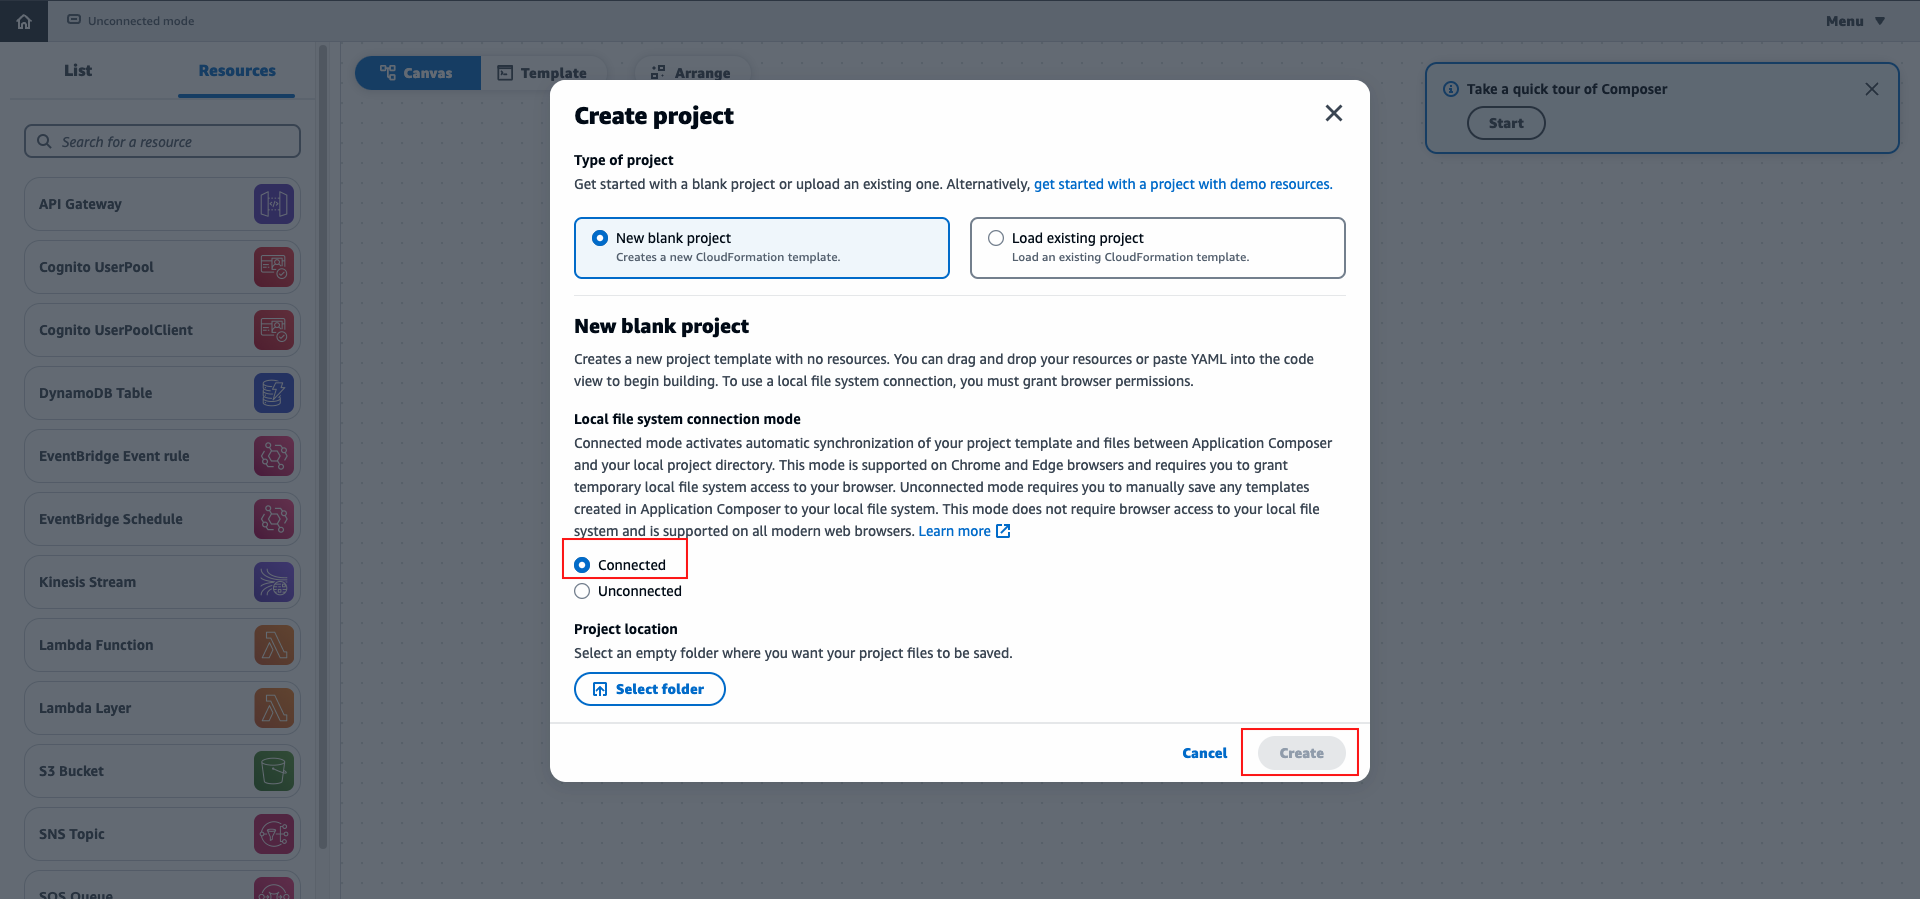 Unconnected mode
Menu
List
Resources
Search for a resource
API Gateway
Cognito UserPool
Cognito UserPoolClient
DynamoDB Table
EventBridge Event rule
EventBridge Schedule
Kinesis Stream
Lambda Function
Lambda Layer
S3 Bucket
SNS Topic
SQS Queue
Canvas
Template
Arrange
Take a quick tour of Composer
Start
Create project
Type of project
Get started with a blank project or upload an existing one. Alternatively, get started with a project with demo resources.
New blank project
Creates a new CloudFormation template.
Load existing project
Load an existing CloudFormation template.
New blank project
Creates a new project template with no resources. You can drag and drop your resources or paste YAML into the code
view to begin building. To use a local file system connection, you must grant browser permissions.
Local file system connection mode
Connected mode activates automatic synchronization of your project template and files between Application Composer
and your local project directory. This mode is supported on Chrome and Edge browsers and requires you to grant
temporary local file system access to your browser. Unconnected mode requires you to manually save any templates
created in Application Composer to your local file system. This mode does not require browser access to your local file
system and is supported on all modern web browsers. Learn more
Connected
Unconnected
Project location
Select an empty folder where you want your project files to be saved.
Select folder
Cancel
Create